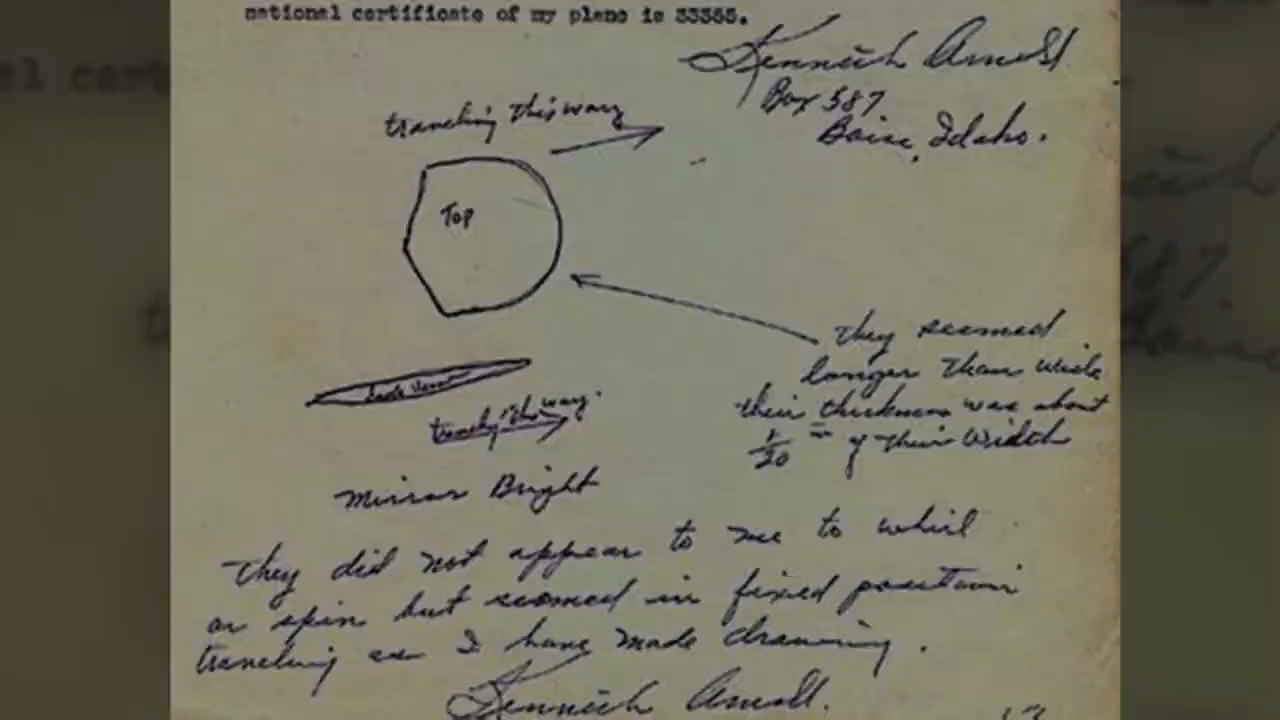 national certificate of my plane is 33355.
Kenneth Arnold
Box 587
Boise, Idaho.
traveling this way
Top
they seemed
longer than wide
their thickness was about
1/20 th of their width
side view
traveling this way.
Mirror Bright
They did not appear to me to whirl
or spin but seemed in fixed position
traveling as I have made drawing.
Kenneth Arnold.